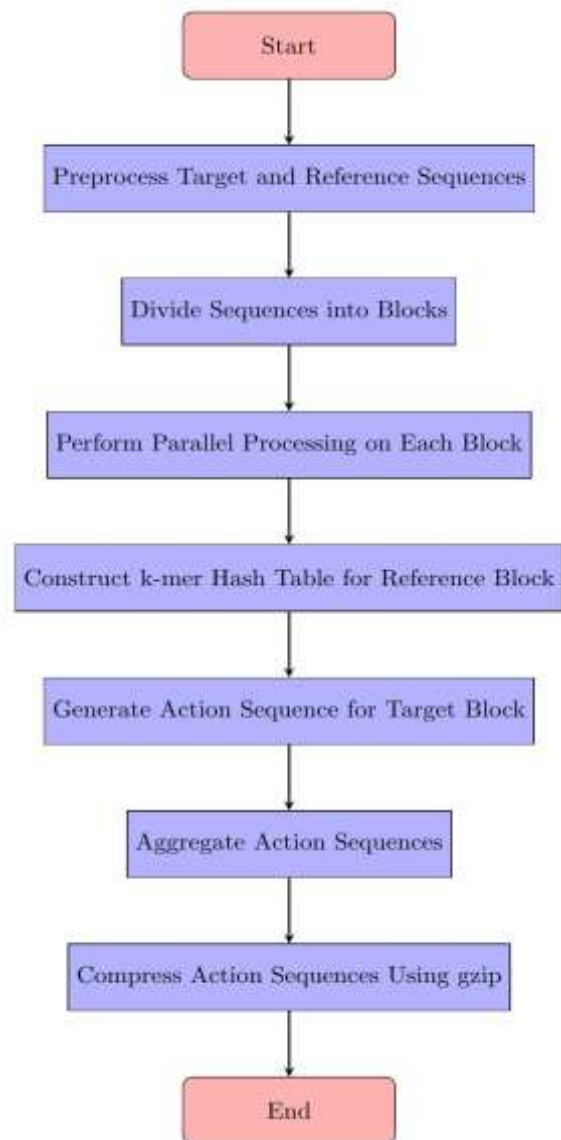 Start
Preprocess Target and Reference Sequences
Divide Sequences into Blocks
Perform Parallel Processing on Each Block
Construct k-mer Hash Table for Reference Block
Generate Action Sequence for Target Block
Aggregate Action Sequences
Compress Action Sequences Using gzip
End